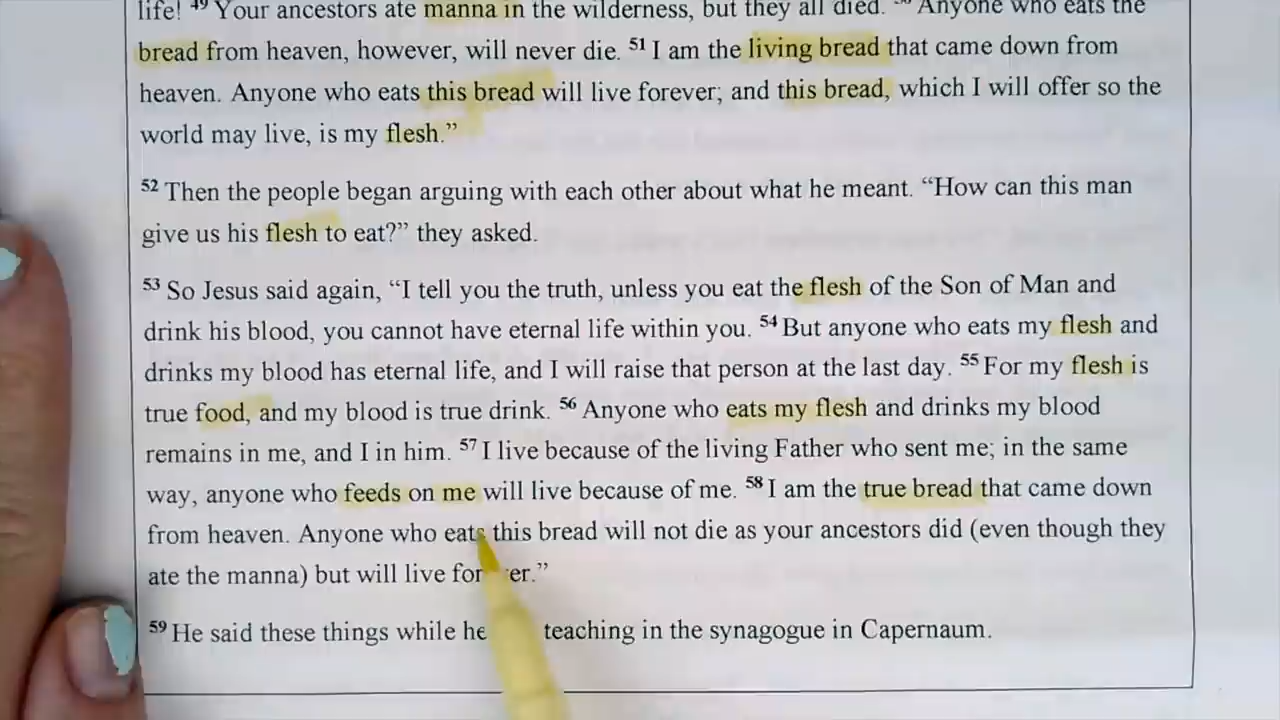 life! 49 Your ancestors ate manna in the wilderness, but they all died. 50 Anyone who eats the
bread from heaven, however, will never die. 51 I am the living bread that came down from
heaven. Anyone who eats this bread will live forever; and this bread, which I will offer so the
world may live, is my flesh.”
52 Then the people began arguing with each other about what he meant. “How can this man
give us his flesh to eat?” they asked.
53 So Jesus said again, “I tell you the truth, unless you eat the flesh of the Son of Man and
drink his blood, you cannot have eternal life within you. 54 But anyone who eats my flesh and
drinks my blood has eternal life, and I will raise that person at the last day. 55 For my flesh is
true food, and my blood is true drink. 56 Anyone who eats my flesh and drinks my blood
remains in me, and I in him. 57 I live because of the living Father who sent me; in the same
way, anyone who feeds on me will live because of me. 58 I am the true bread that came down
from heaven. Anyone who eats this bread will not die as your ancestors did (even though they
ate the manna) but will live forever.”
59 He said these things while he teaching in the synagogue in Capernaum.